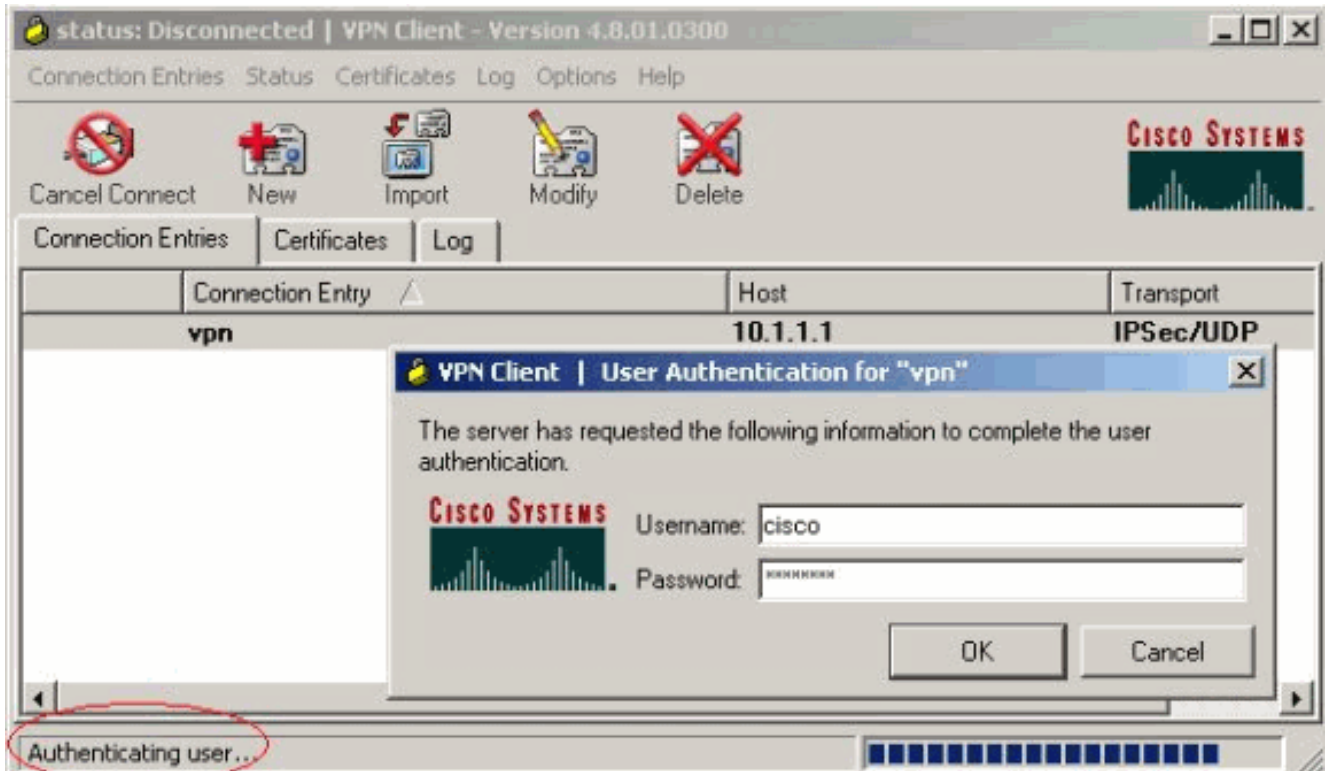 status: Disconnected | VPN Client - Version 4.8.01.0300
Connection Entries Status Certificates Log Options Help
Cancel Connect New Import Modify Delete
CISCO SYSTEMS
Connection Entries Certificates Log
Connection Entry Host Transport
vpn 10.1.1.1 IPSec/UDP
VPN Client | User Authentication for "vpn"
The server has requested the following information to complete the user
authentication.
CISCO SYSTEMS
Username: cisco
Password: ********
OK Cancel
Authenticating user...